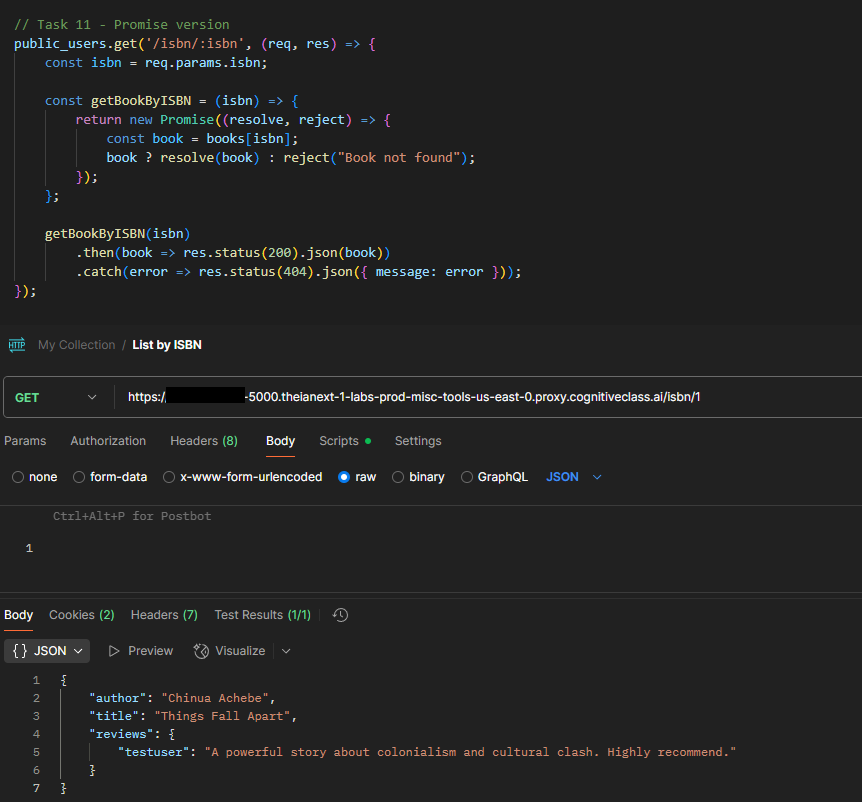 // Task 11 - Promise version
public_users.get('/isbn/:isbn', (req, res) => {
    const isbn = req.params.isbn;
    const getBookByISBN = (isbn) => {
        return new Promise((resolve, reject) => {
            const book = books[isbn];
            book ? resolve(book) : reject("Book not found");
        });
    };
    getBookByISBN(isbn)
        .then(book => res.status(200).json(book))
        .catch(error => res.status(404).json({ message: error }));
});
HTTP My Collection / List by ISBN
GET https:/ -5000.theianext-1-labs-prod-misc-tools-us-east-0.proxy.cognitiveclass.ai/isbn/1
Params Authorization Headers (8) Body Scripts Settings
none form-data x-www-form-urlencoded raw binary GraphQL JSON
Ctrl+Alt+P for Postbot
1
Body Cookies (2) Headers (7) Test Results (1/1)
{} JSON Preview Visualize
1 {
2     "author": "Chinua Achebe",
3     "title": "Things Fall Apart",
4     "reviews": {
5         "testuser": "A powerful story about colonialism and cultural clash. Highly recommend."
6     }
7 }